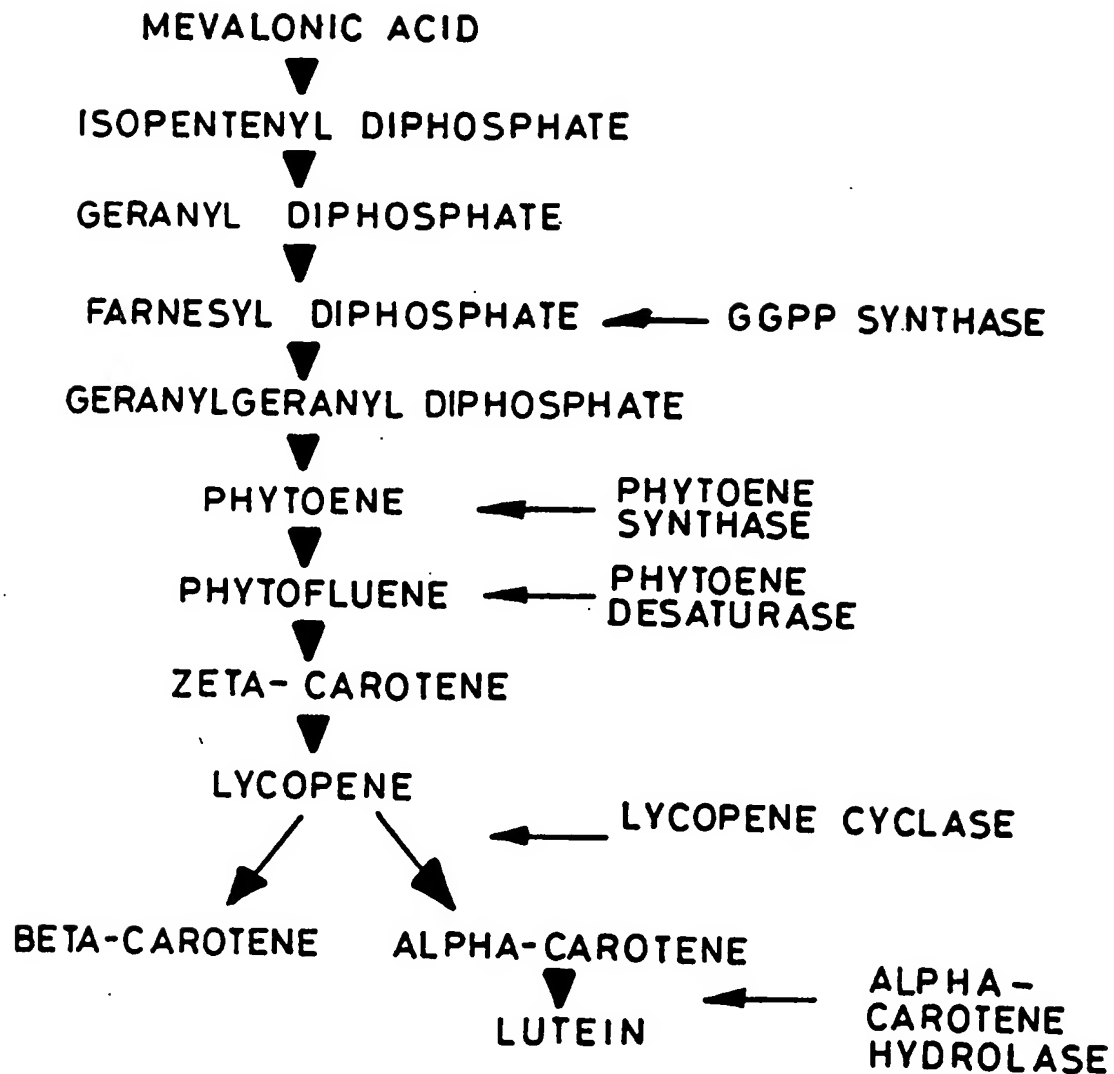 MEVALONIC ACID
ISOPENTENYL DIPHOSPHATE
GERANYL DIPHOSPHATE
FARNESYL DIPHOSPHATE
GGPP SYNTHASE
GERANYLGERANYL DIPHOSPHATE
PHYTOENE
PHYTOENE
SYNTHASE
PHYTOFLUENE
PHYTOENE
DESATURASE
ZETA- CAROTENE
LYCOPENE
LYCOPENE CYCLASE
BETA-CAROTENE
ALPHA-CAROTENE
LUTEIN
ALPHA-
CAROTENE
HYDROLASE